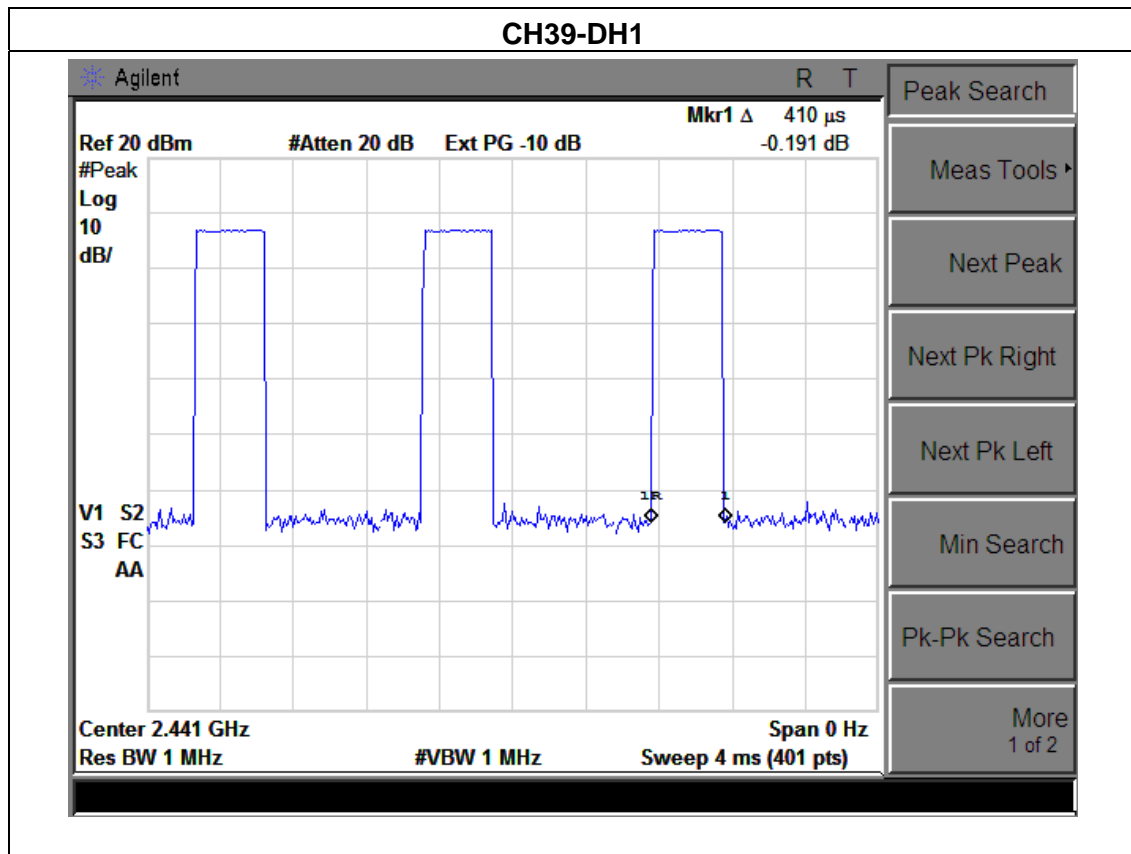 CH39-DH1
Agilent R T
Mkr1 Δ 410 μs
Ref 20 dBm #Atten 20 dB Ext PG -10 dB -0.191 dB
#Peak
Log
10
dB/
1R 1
V1 S2
S3 FC
AA
Center 2.441 GHz Span 0 Hz
Res BW 1 MHz #VBW 1 MHz Sweep 4 ms (401 pts)
Peak Search
Meas Tools
Next Peak
Next Pk Right
Next Pk Left
Min Search
Pk-Pk Search
More
1 of 2